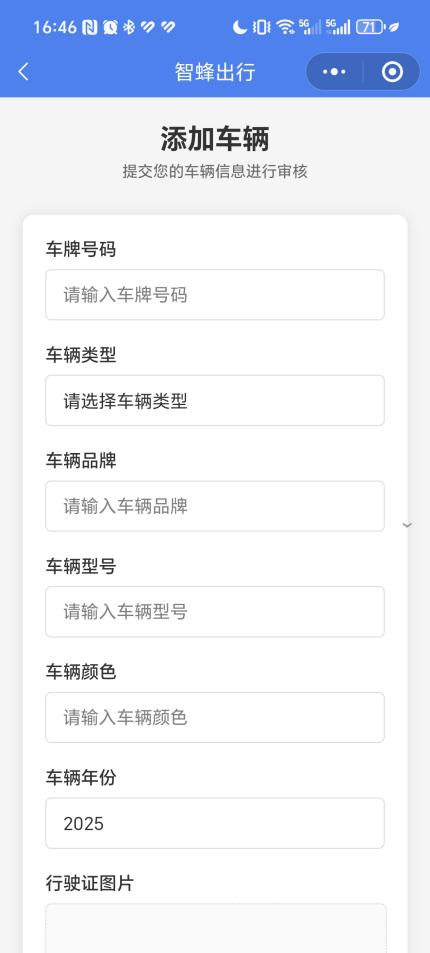 16:46 5G 5G 71
智蜂出行
添加车辆
提交您的车辆信息进行审核
车牌号码
请输入车牌号码
车辆类型
请选择车辆类型
车辆品牌
请输入车辆品牌
车辆型号
请输入车辆型号
车辆颜色
请输入车辆颜色
车辆年份
2025
行驶证图片